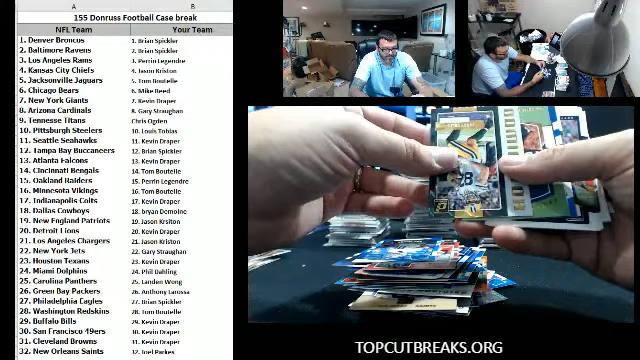 A B
155 Donruss Football Case break
NFL Team Your Team
1. Denver Broncos 1. Brian Spickler
2. Baltimore Ravens 2. Brian Spickler
3. Los Angeles Rams 3. Perrin Legendre
4. Kansas City Chiefs 4. Jason Kriston
5. Jacksonville Jaguars 5. Tom Boutelle
6. Chicago Bears 6. Mike Reed
7. New York Giants 7. Kevin Draper
8. Arizona Cardinals 8. Gary Straughan
9. Tennesse Titans Chris Ogden
10. Pittsburgh Steelers 10. Louis Tobias
11. Seattle Seahawks 11. Kevin Draper
12. Tampa Bay Buccaneers 12. Brian Spickler
13. Atlanta Falcons 13. Kevin Draper
14. Cincinnati Bengals 14. Tom Boutelle
15. Oakland Raiders 15. Perrin Legendre
16. Minnesota Vikings 16. Tom Boutelle
17. Indianapolis Colts 17. Kevin Draper
18. Dallas Cowboys 18. bryan Demoine
19. New England Patriots 19. Jason Krsiton
20. Detroit Lions 20. Kevin Draper
21. Los Angeles Chargers 21. Jason Kriston
22. New York Jets 22. Gary Straughan
23. Houston Texans 23. Kevin Draper
24. Miami Dolphins 24. Phil Dahling
25. Carolina Panthers 25. Landen Wong
26. Green Bay Packers 26. Anthony Larossa
27. Philadelphia Eagles 27. Brian Spickler
28. Washington Redskins 28. Tom Boutelle
29. Buffalo Bills 29. Kevin Draper
30. San Francisco 49ers 30. Kevin Draper
31. Cleveland Browns 31. Kevin Draper
32. New Orleans Saints 32. Joel Parkes
TOPCUTBREAKS.ORG